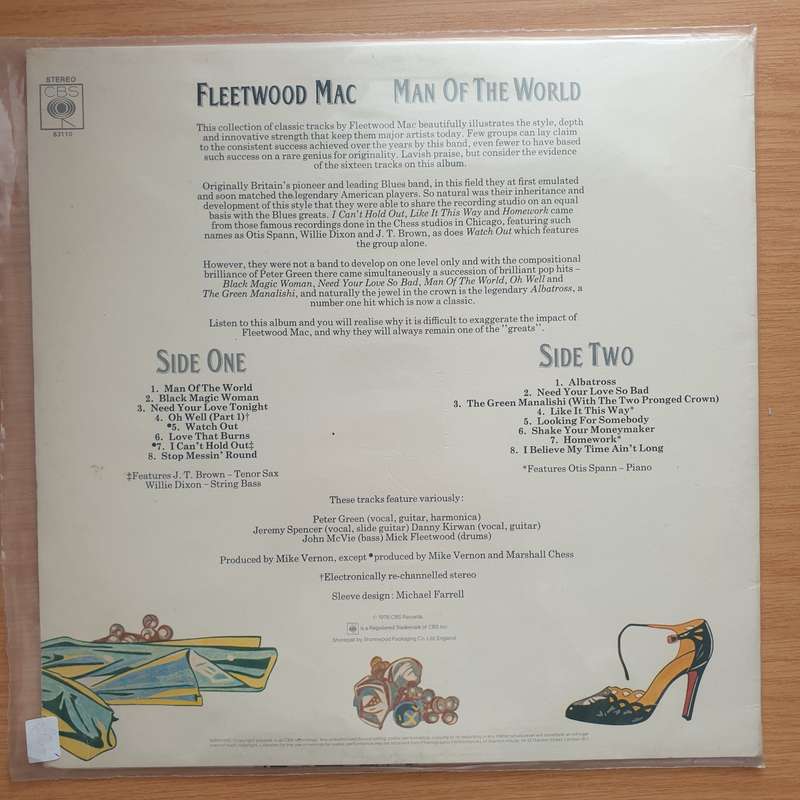 STEREO
CBS
83110
FLEETWOOD MAC MAN OF THE WORLD
This collection of classic tracks by Fleetwood Mac beautifully illustrates the style, depth
and innovative strength that keep them major artists today. Few groups can lay claim
to the consistent success achieved over the years by this band, even fewer to have based
such success on a rare genius for originality. Lavish praise, but consider the evidence
of the sixteen tracks on this album.
Originally Britain's pioneer and leading Blues band, in this field they at first emulated
and soon matched the legendary American players. So natural was their inheritance and
development of this style that they were able to share the recording studio on an equal
basis with the Blues greats. I Can't Hold Out, Like It This Way and Homework came
from those famous recordings done in the Chess studios in Chicago, featuring such
names as Otis Spann, Willie Dixon and J. T. Brown, as does Watch Out which features
the group alone.
However, they were not a band to develop on one level only and with the compositional
brilliance of Peter Green there came simultaneously a succession of brilliant pop hits –
Black Magic Woman, Need Your Love So Bad, Man Of The World, Oh Well and
The Green Manalishi, and naturally the jewel in the crown is the legendary Albatross, a
number one hit which is now a classic.
Listen to this album and you will realise why it is difficult to exaggerate the impact of
Fleetwood Mac, and why they will always remain one of the "greats".
SIDE ONE
1. Man Of The World
2. Black Magic Woman
3. Need Your Love Tonight
4. Oh Well (Part 1)†
•5. Watch Out
6. Love That Burns
•7. I Can't Hold Out‡
8. Stop Messin' Round
‡Features J. T. Brown – Tenor Sax
Willie Dixon – String Bass
SIDE TWO
1. Albatross
2. Need Your Love So Bad
3. The Green Manalishi (With The Two Pronged Crown)
4. Like It This Way*
5. Looking For Somebody
6. Shake Your Moneymaker
7. Homework*
8. I Believe My Time Ain't Long
*Features Otis Spann – Piano
These tracks feature variously:
Peter Green (vocal, guitar, harmonica)
Jeremy Spencer (vocal, slide guitar) Danny Kirwan (vocal, guitar)
John McVie (bass) Mick Fleetwood (drums)
Produced by Mike Vernon, except •produced by Mike Vernon and Marshall Chess
†Electronically re-channelled stereo
Sleeve design: Michael Farrell
℗ 1978 CBS Records
is a Registered Trademark of CBS Inc